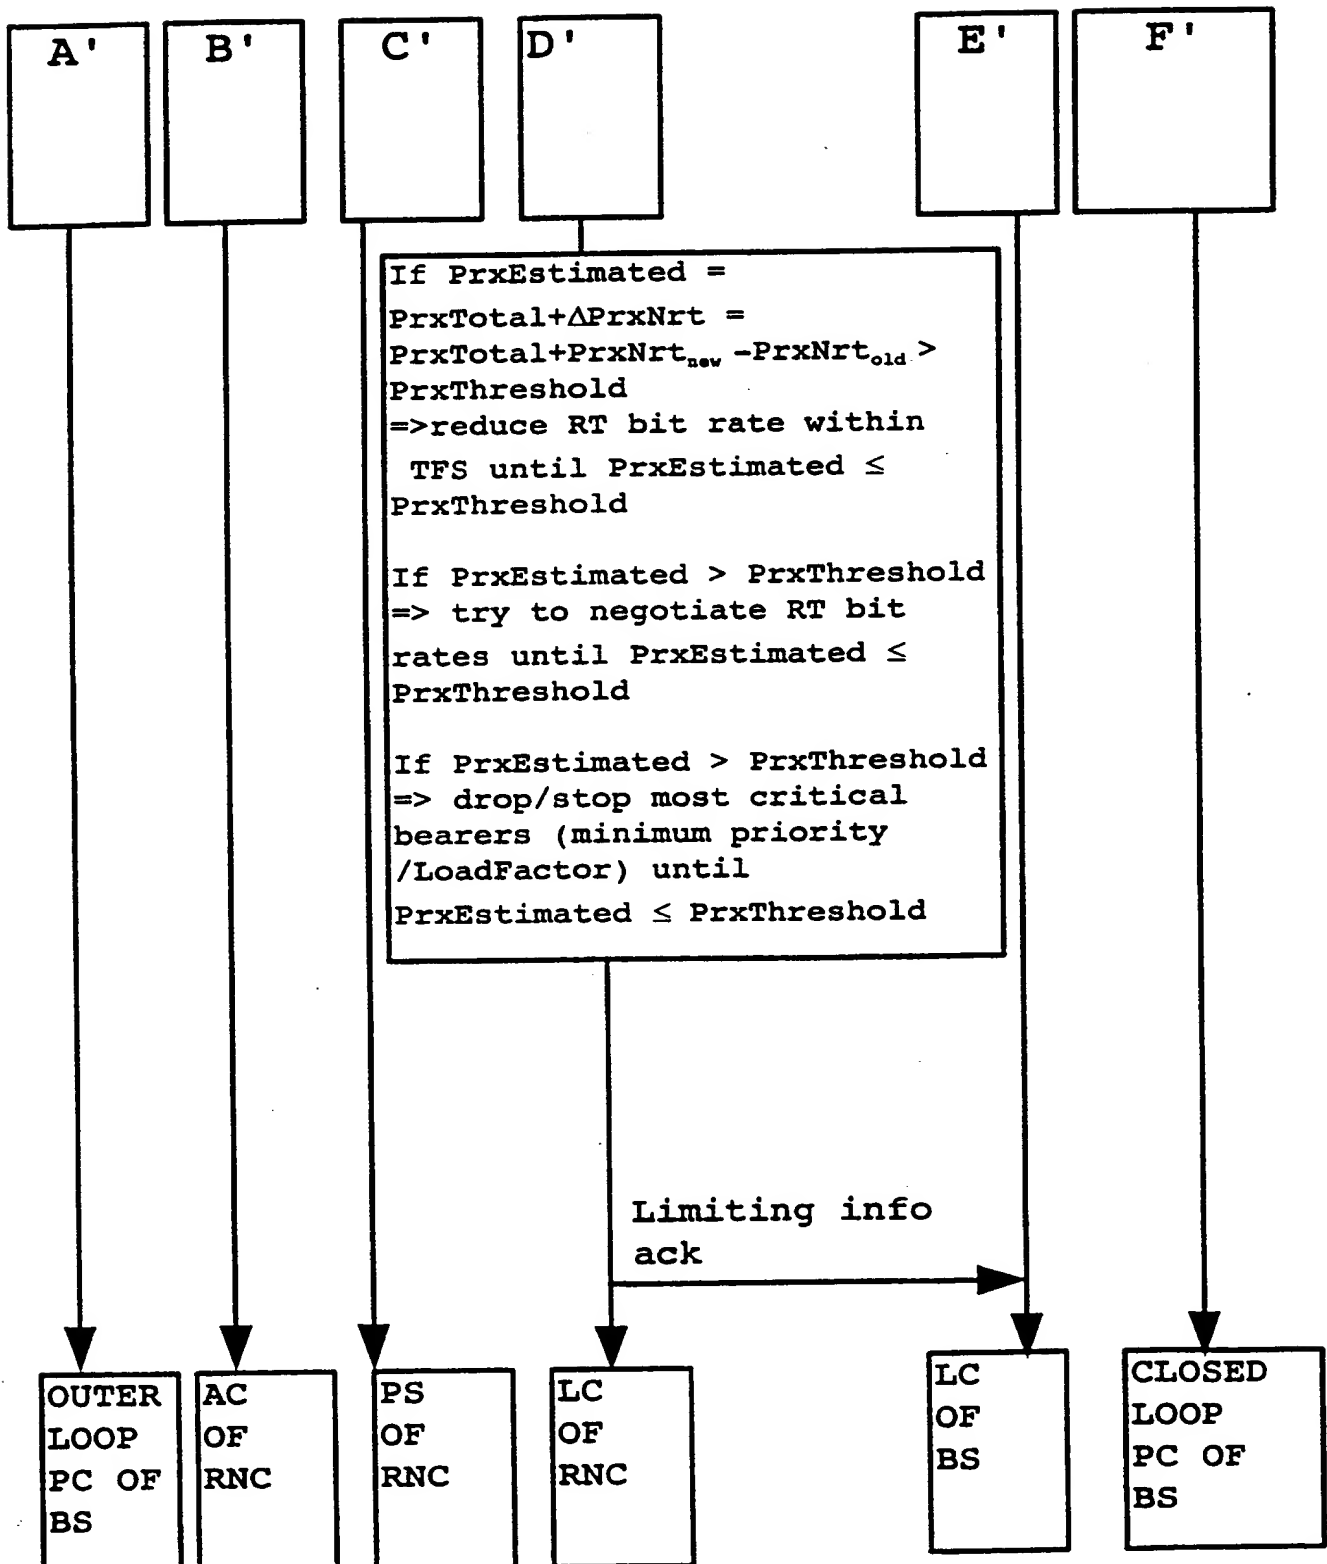 A'
B'
C'
D'
E'
F'
If PrxEstimated =
PrxTotal+ΔPrxNrt =
PrxTotal+PrxNrt_new -PrxNrt_old >
PrxThreshold
=>reduce RT bit rate within
TFS until PrxEstimated ≤
PrxThreshold
If PrxEstimated > PrxThreshold
=> try to negotiate RT bit
rates until PrxEstimated ≤
PrxThreshold
If PrxEstimated > PrxThreshold
=> drop/stop most critical
bearers (minimum priority
/LoadFactor) until
PrxEstimated ≤ PrxThreshold
Limiting info
ack
OUTER
LOOP
PC OF
BS
AC
OF
RNC
PS
OF
RNC
LC
OF
RNC
LC
OF
BS
CLOSED
LOOP
PC OF
BS